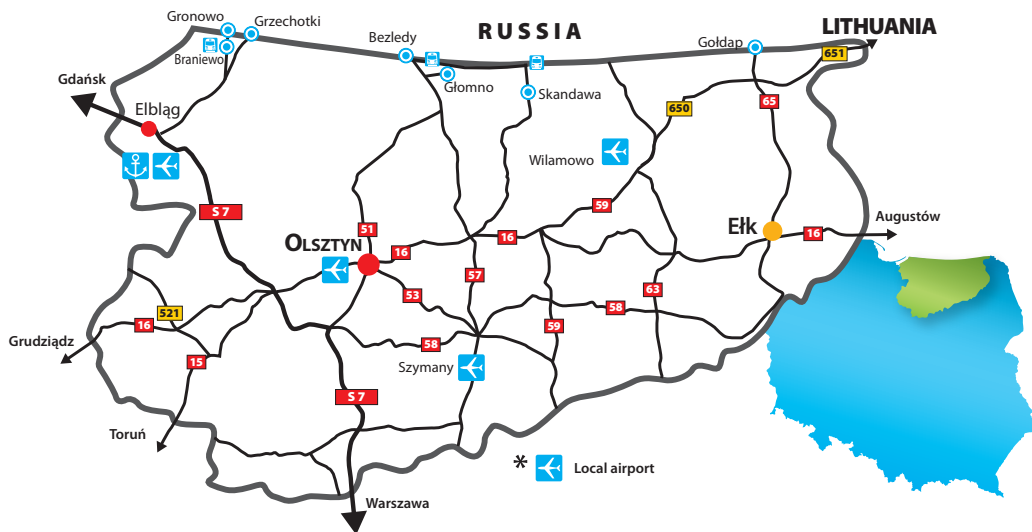 Gronowo
Grzechotki
Bezledy
RUSSIA
Gołdap
LITHUANIA
651
Braniewo
Gdańsk
Głomno
Skandawa
65
650
Elbląg
Wilamowo
S 7
51
59
Ełk
Augustów
OLSZTYN
16
16
16
57
53
63
58
521
16
59
Grudziądz
58
15
Szymany
S 7
Toruń
* Local airport
Warszawa